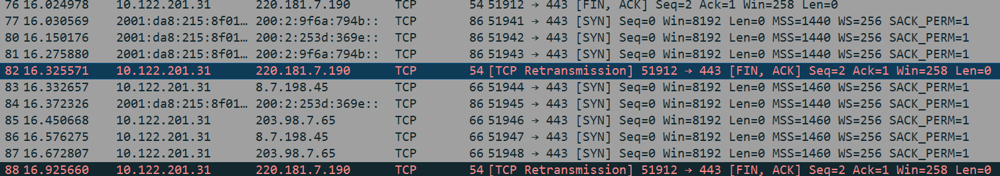 76 16.024978 10.122.201.31 220.181.7.190 TCP 54 51912 → 443 [FIN, ACK] Seq=2 Ack=1 Win=258 Len=0
77 16.030569 2001:da8:215:8f01… 200:2:9f6a:794b:: TCP 86 51941 → 443 [SYN] Seq=0 Win=8192 Len=0 MSS=1440 WS=256 SACK_PERM=1
80 16.150176 2001:da8:215:8f01… 200:2:253d:369e:: TCP 86 51942 → 443 [SYN] Seq=0 Win=8192 Len=0 MSS=1440 WS=256 SACK_PERM=1
81 16.275880 2001:da8:215:8f01… 200:2:9f6a:794b:: TCP 86 51943 → 443 [SYN] Seq=0 Win=8192 Len=0 MSS=1440 WS=256 SACK_PERM=1
82 16.325571 10.122.201.31 220.181.7.190 TCP 54 [TCP Retransmission] 51912 → 443 [FIN, ACK] Seq=2 Ack=1 Win=258 Len=0
83 16.332657 10.122.201.31 8.7.198.45 TCP 66 51944 → 443 [SYN] Seq=0 Win=8192 Len=0 MSS=1460 WS=256 SACK_PERM=1
84 16.372326 2001:da8:215:8f01… 200:2:253d:369e:: TCP 86 51945 → 443 [SYN] Seq=0 Win=8192 Len=0 MSS=1440 WS=256 SACK_PERM=1
85 16.450668 10.122.201.31 203.98.7.65 TCP 66 51946 → 443 [SYN] Seq=0 Win=8192 Len=0 MSS=1460 WS=256 SACK_PERM=1
86 16.576275 10.122.201.31 8.7.198.45 TCP 66 51947 → 443 [SYN] Seq=0 Win=8192 Len=0 MSS=1460 WS=256 SACK_PERM=1
87 16.672807 10.122.201.31 203.98.7.65 TCP 66 51948 → 443 [SYN] Seq=0 Win=8192 Len=0 MSS=1460 WS=256 SACK_PERM=1
88 16.925660 10.122.201.31 220.181.7.190 TCP 54 [TCP Retransmission] 51912 → 443 [FIN, ACK] Seq=2 Ack=1 Win=258 Len=0